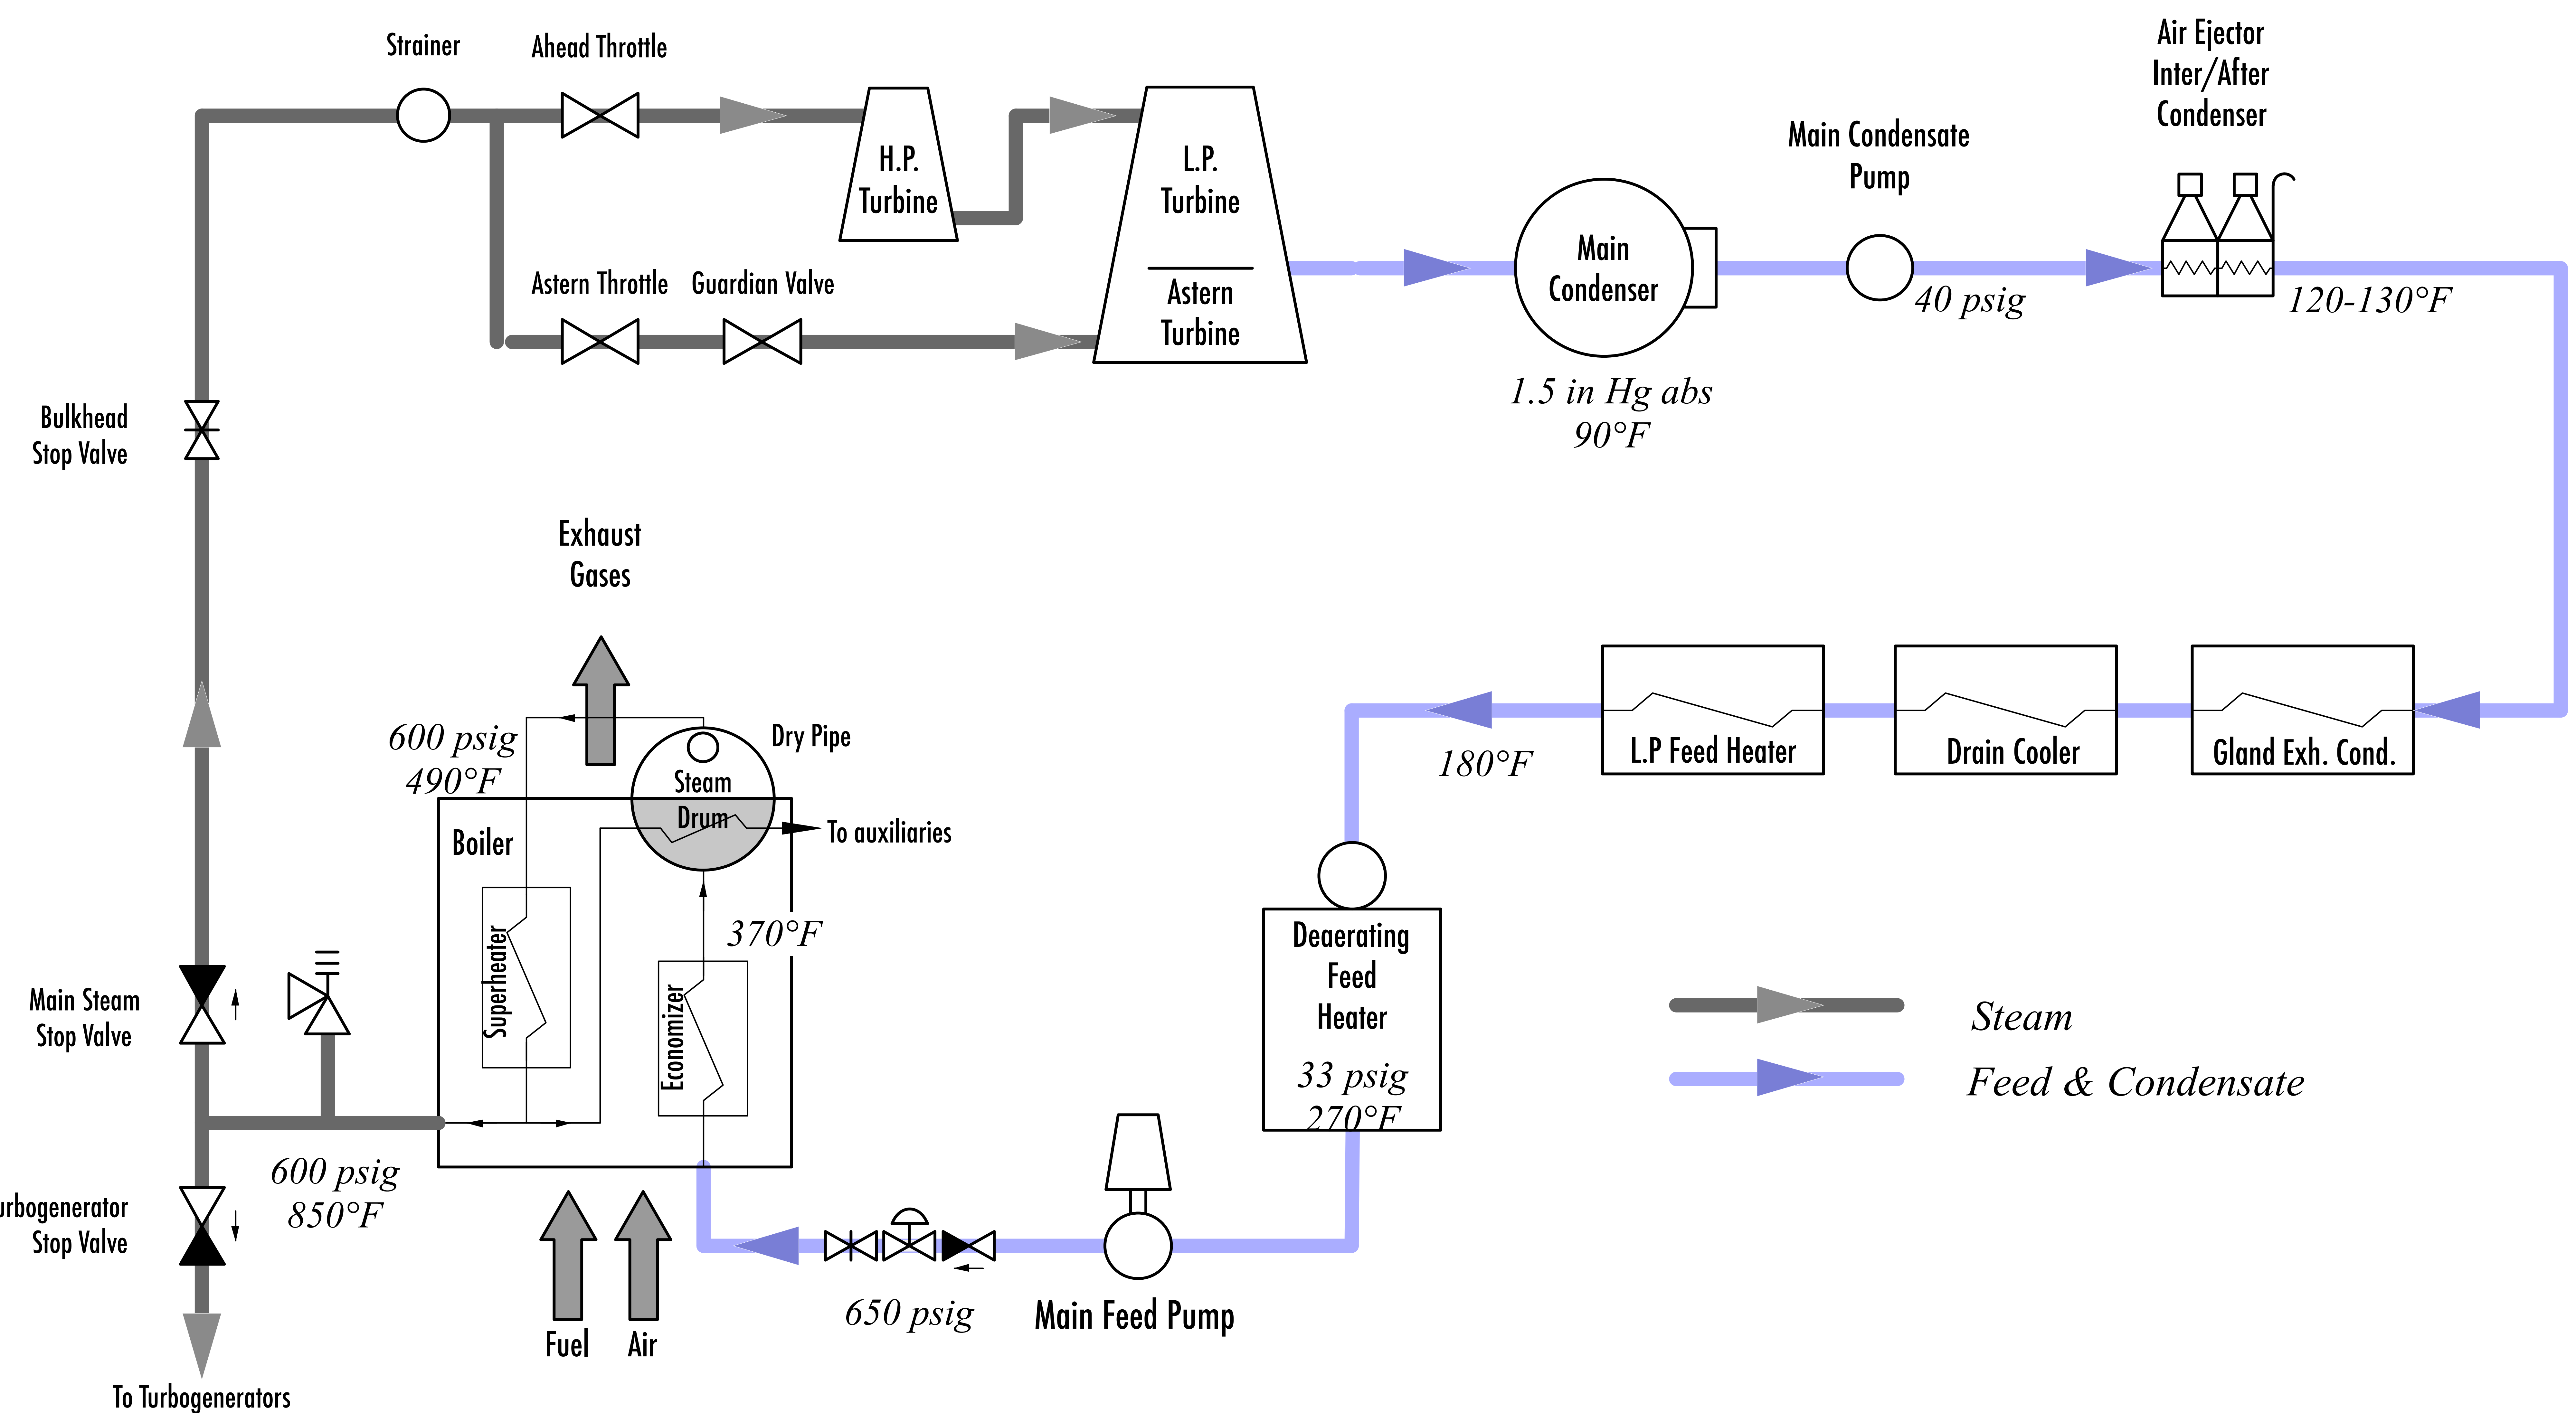 Strainer
Ahead Throttle
Air Ejector
Inter/After
Condenser
Main Condensate
Pump
H.P.
Turbine
L.P.
Turbine
Astern
Turbine
Astern Throttle
Guardian Valve
Main
Condenser
40 psig
120-130°F
1.5 in Hg abs
90°F
Bulkhead
Stop Valve
Exhaust
Gases
600 psig
490°F
Dry Pipe
Steam
Drum
Boiler
To auxiliaries
180°F
L.P Feed Heater
Drain Cooler
Gland Exh. Cond.
Superheater
370°F
Economizer
Deaerating
Feed
Heater
33 psig
270°F
Main Steam
Stop Valve
Steam
Feed & Condensate
600 psig
850°F
urbogenerator
Stop Valve
650 psig
Main Feed Pump
Fuel
Air
To Turbogenerators